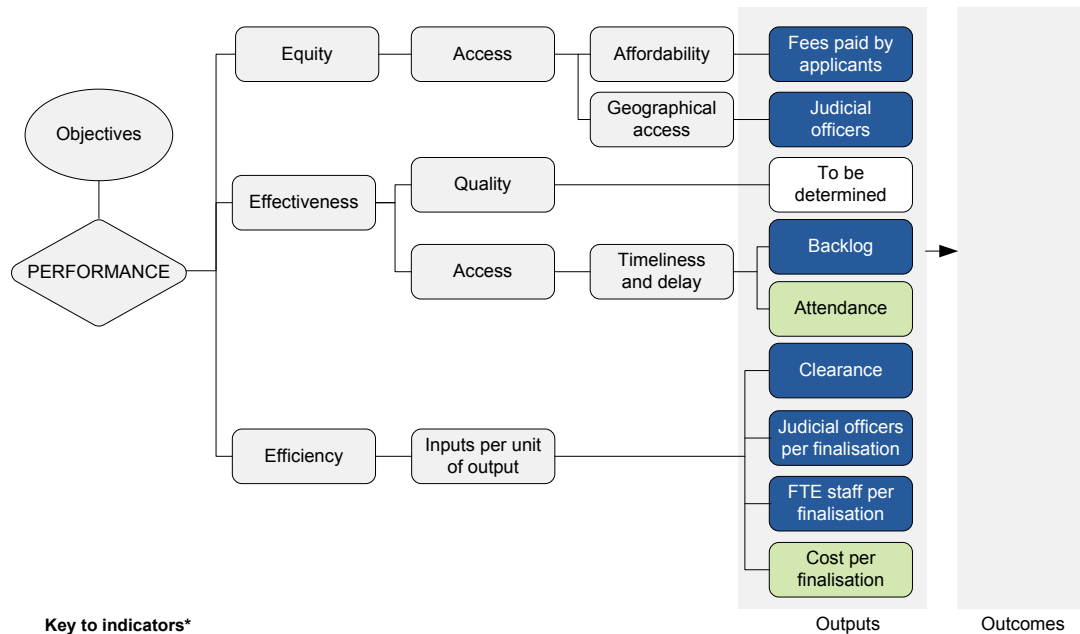 Objectives
PERFORMANCE
Equity
Access
Affordability
Fees paid by
applicants
Geographical
access
Judicial
officers
Effectiveness
Quality
To be
determined
Access
Timeliness
and delay
Backlog
Attendance
Efficiency
Inputs per unit
of output
Clearance
Judicial officers
per finalisation
FTE staff per
finalisation
Cost per
finalisation
Key to indicators*
Outputs
Outcomes